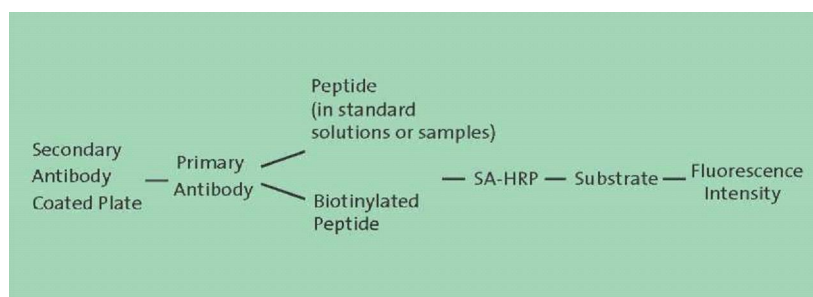 Secondary
Antibody
Coated Plate
Primary
Antibody
Peptide
(in standard
solutions or samples)
Biotinylated
Peptide
SA-HRP
Substrate
Fluorescence
Intensity